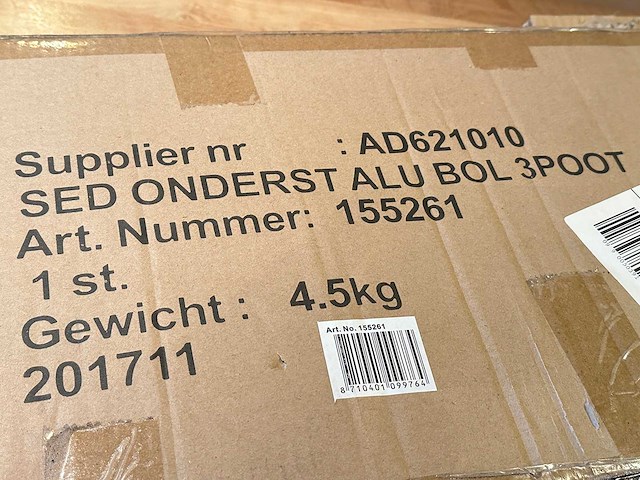 Supplier nr : AD621010
SED ONDERST ALU BOL 3POOT
Art. Nummer: 155261
1 st.
Gewicht : 4.5kg
201711
Art. No. 155261
8 710401 099764